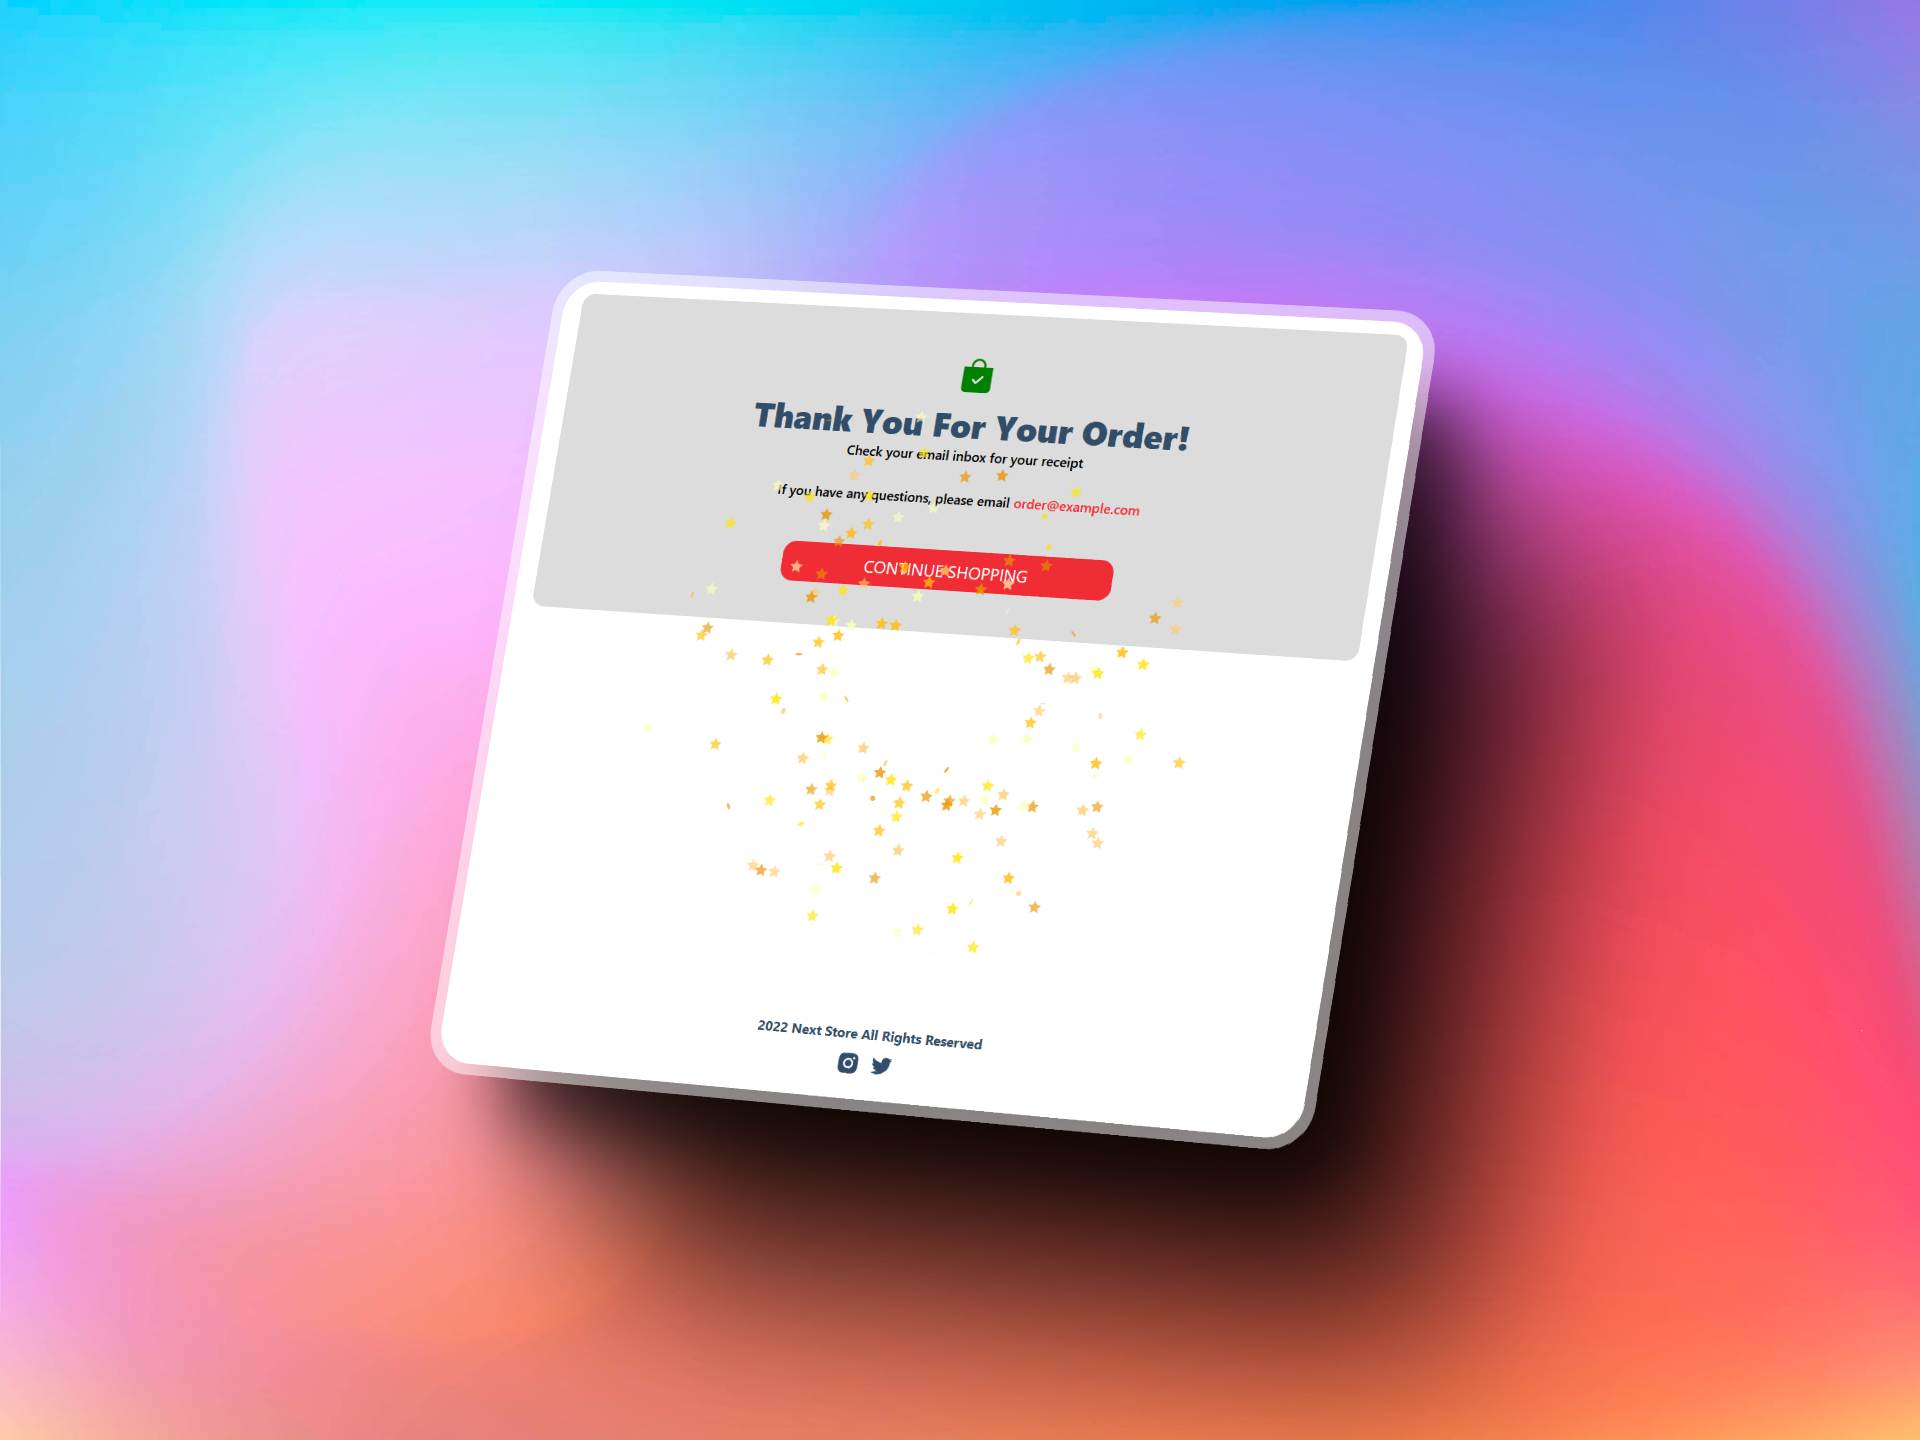 Thank You For Your Order!
Check your email inbox for your receipt
If you have any questions, please email order@example.com
CONTINUE SHOPPING
2022 Next Store All Rights Reserved